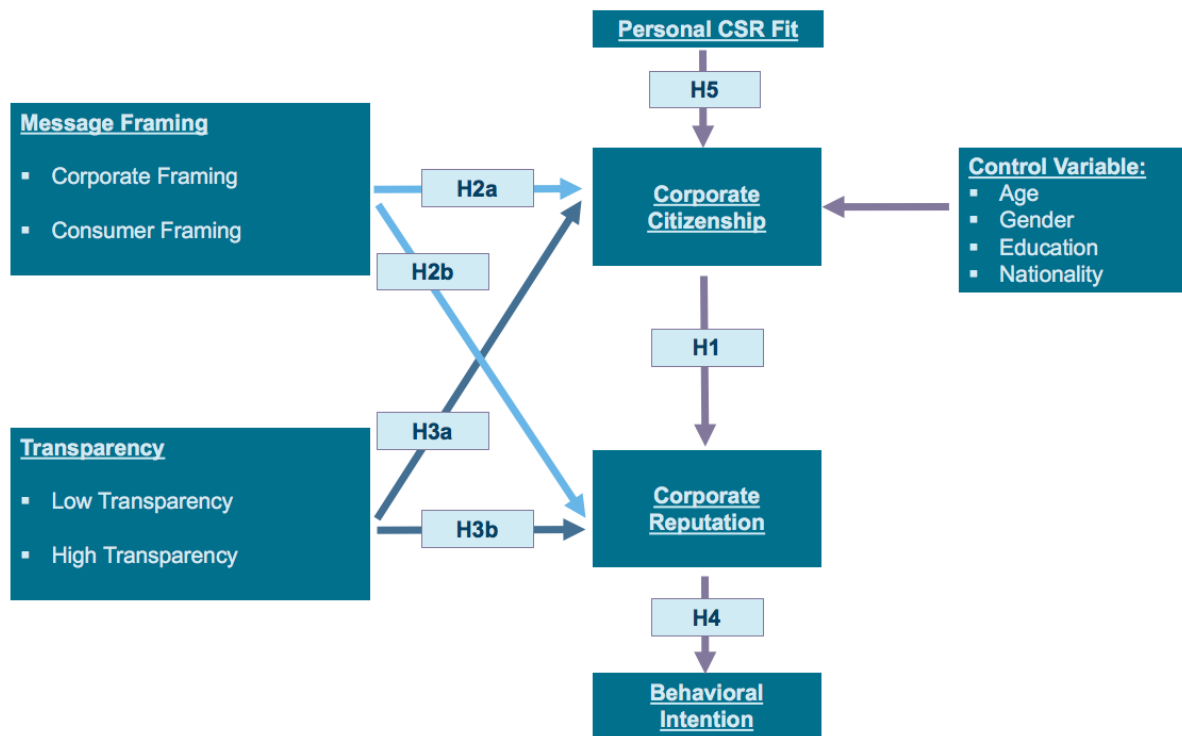 Personal CSR Fit
H5
Message Framing
▪ Corporate Framing
▪ Consumer Framing
H2a
Corporate
Citizenship
Control Variable:
▪ Age
▪ Gender
▪ Education
▪ Nationality
H2b
H1
H3a
Transparency
▪ Low Transparency
▪ High Transparency
H3b
Corporate
Reputation
H4
Behavioral
Intention